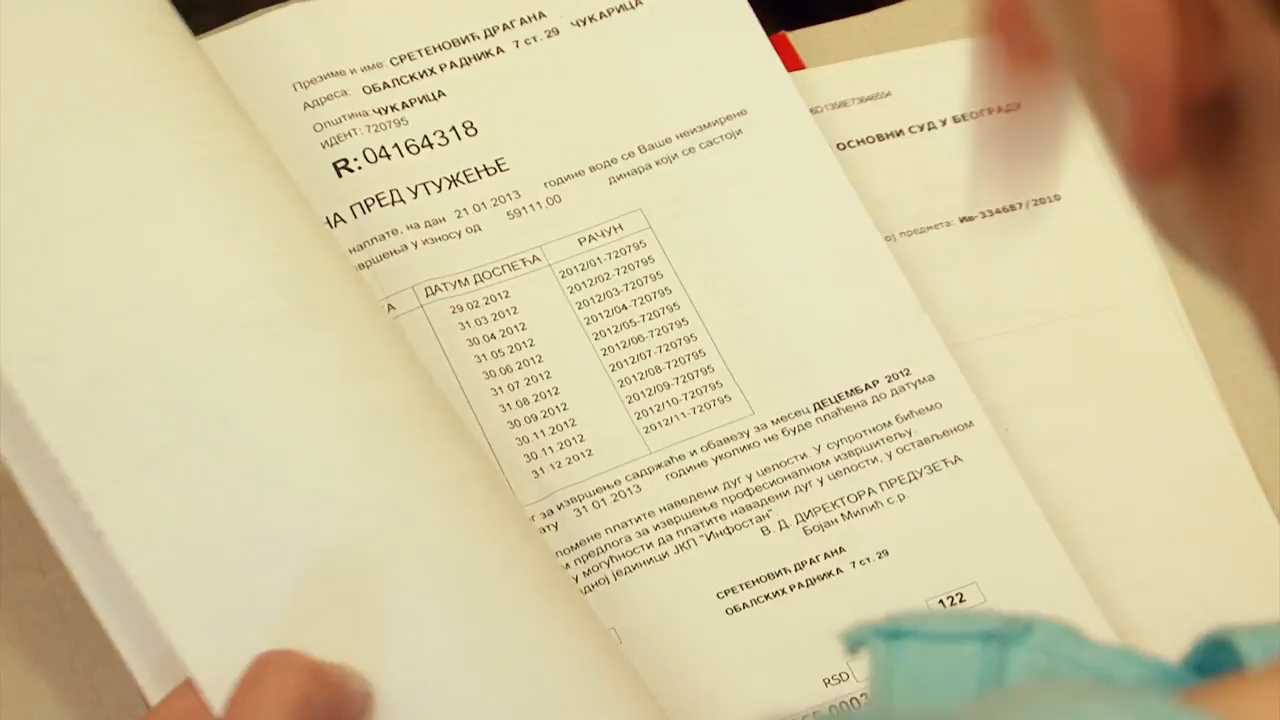 Презиме и име: СРЕТЕНОВИЋ ДРАГАНА
Адреса: ОБАЛСКИХ РАДНИКА 7 ст. 29 ЧУКАРИЦА
Општина: ЧУКАРИЦА
ИДЕНТ: 720795
R: 04164318
НА ПРЕД УТУЖЕЊЕ
наплате, на дан 21.01.2013 године воде се Ваше неизмирене
вршења у износу од 59111,00 динара који се састоји
А ДАТУМ ДОСПЕЋА РАЧУН
29.02.2012 2012/01-720795
31.03.2012 2012/02-720795
30.04.2012 2012/03-720795
31.05.2012 2012/04-720795
30.06.2012 2012/05-720795
31.07.2012 2012/06-720795
31.08.2012 2012/07-720795
30.09.2012 2012/08-720795
30.11.2012 2012/09-720795
30.11.2012 2012/10-720795
31.12.2012 2012/11-720795
за извршење садржаће и обавезу за месец ДЕЦЕМБАР 2012
ату 31 01 2013 године уколико не буде плаћена до датума
помене платите наведени дуг у целости. У супротном бићемо
м предлога за извршење професионалном извршитељу.
у могућности да платите навадени дуг у целости, у остављеном
дној јединици ЈКП "Инфостан"
В. Д. ДИРЕКТОРА ПРЕДУЗЕЋА
Бојан Милић с.р.
СРЕТЕНОВИЋ ДРАГАНА
ОБАЛСКИХ РАДНИКА 7 ст. 29
122
RSD
ОСНОВНИ СУД У БЕОГРАДУ
ој предмета: Ив-334687/2010